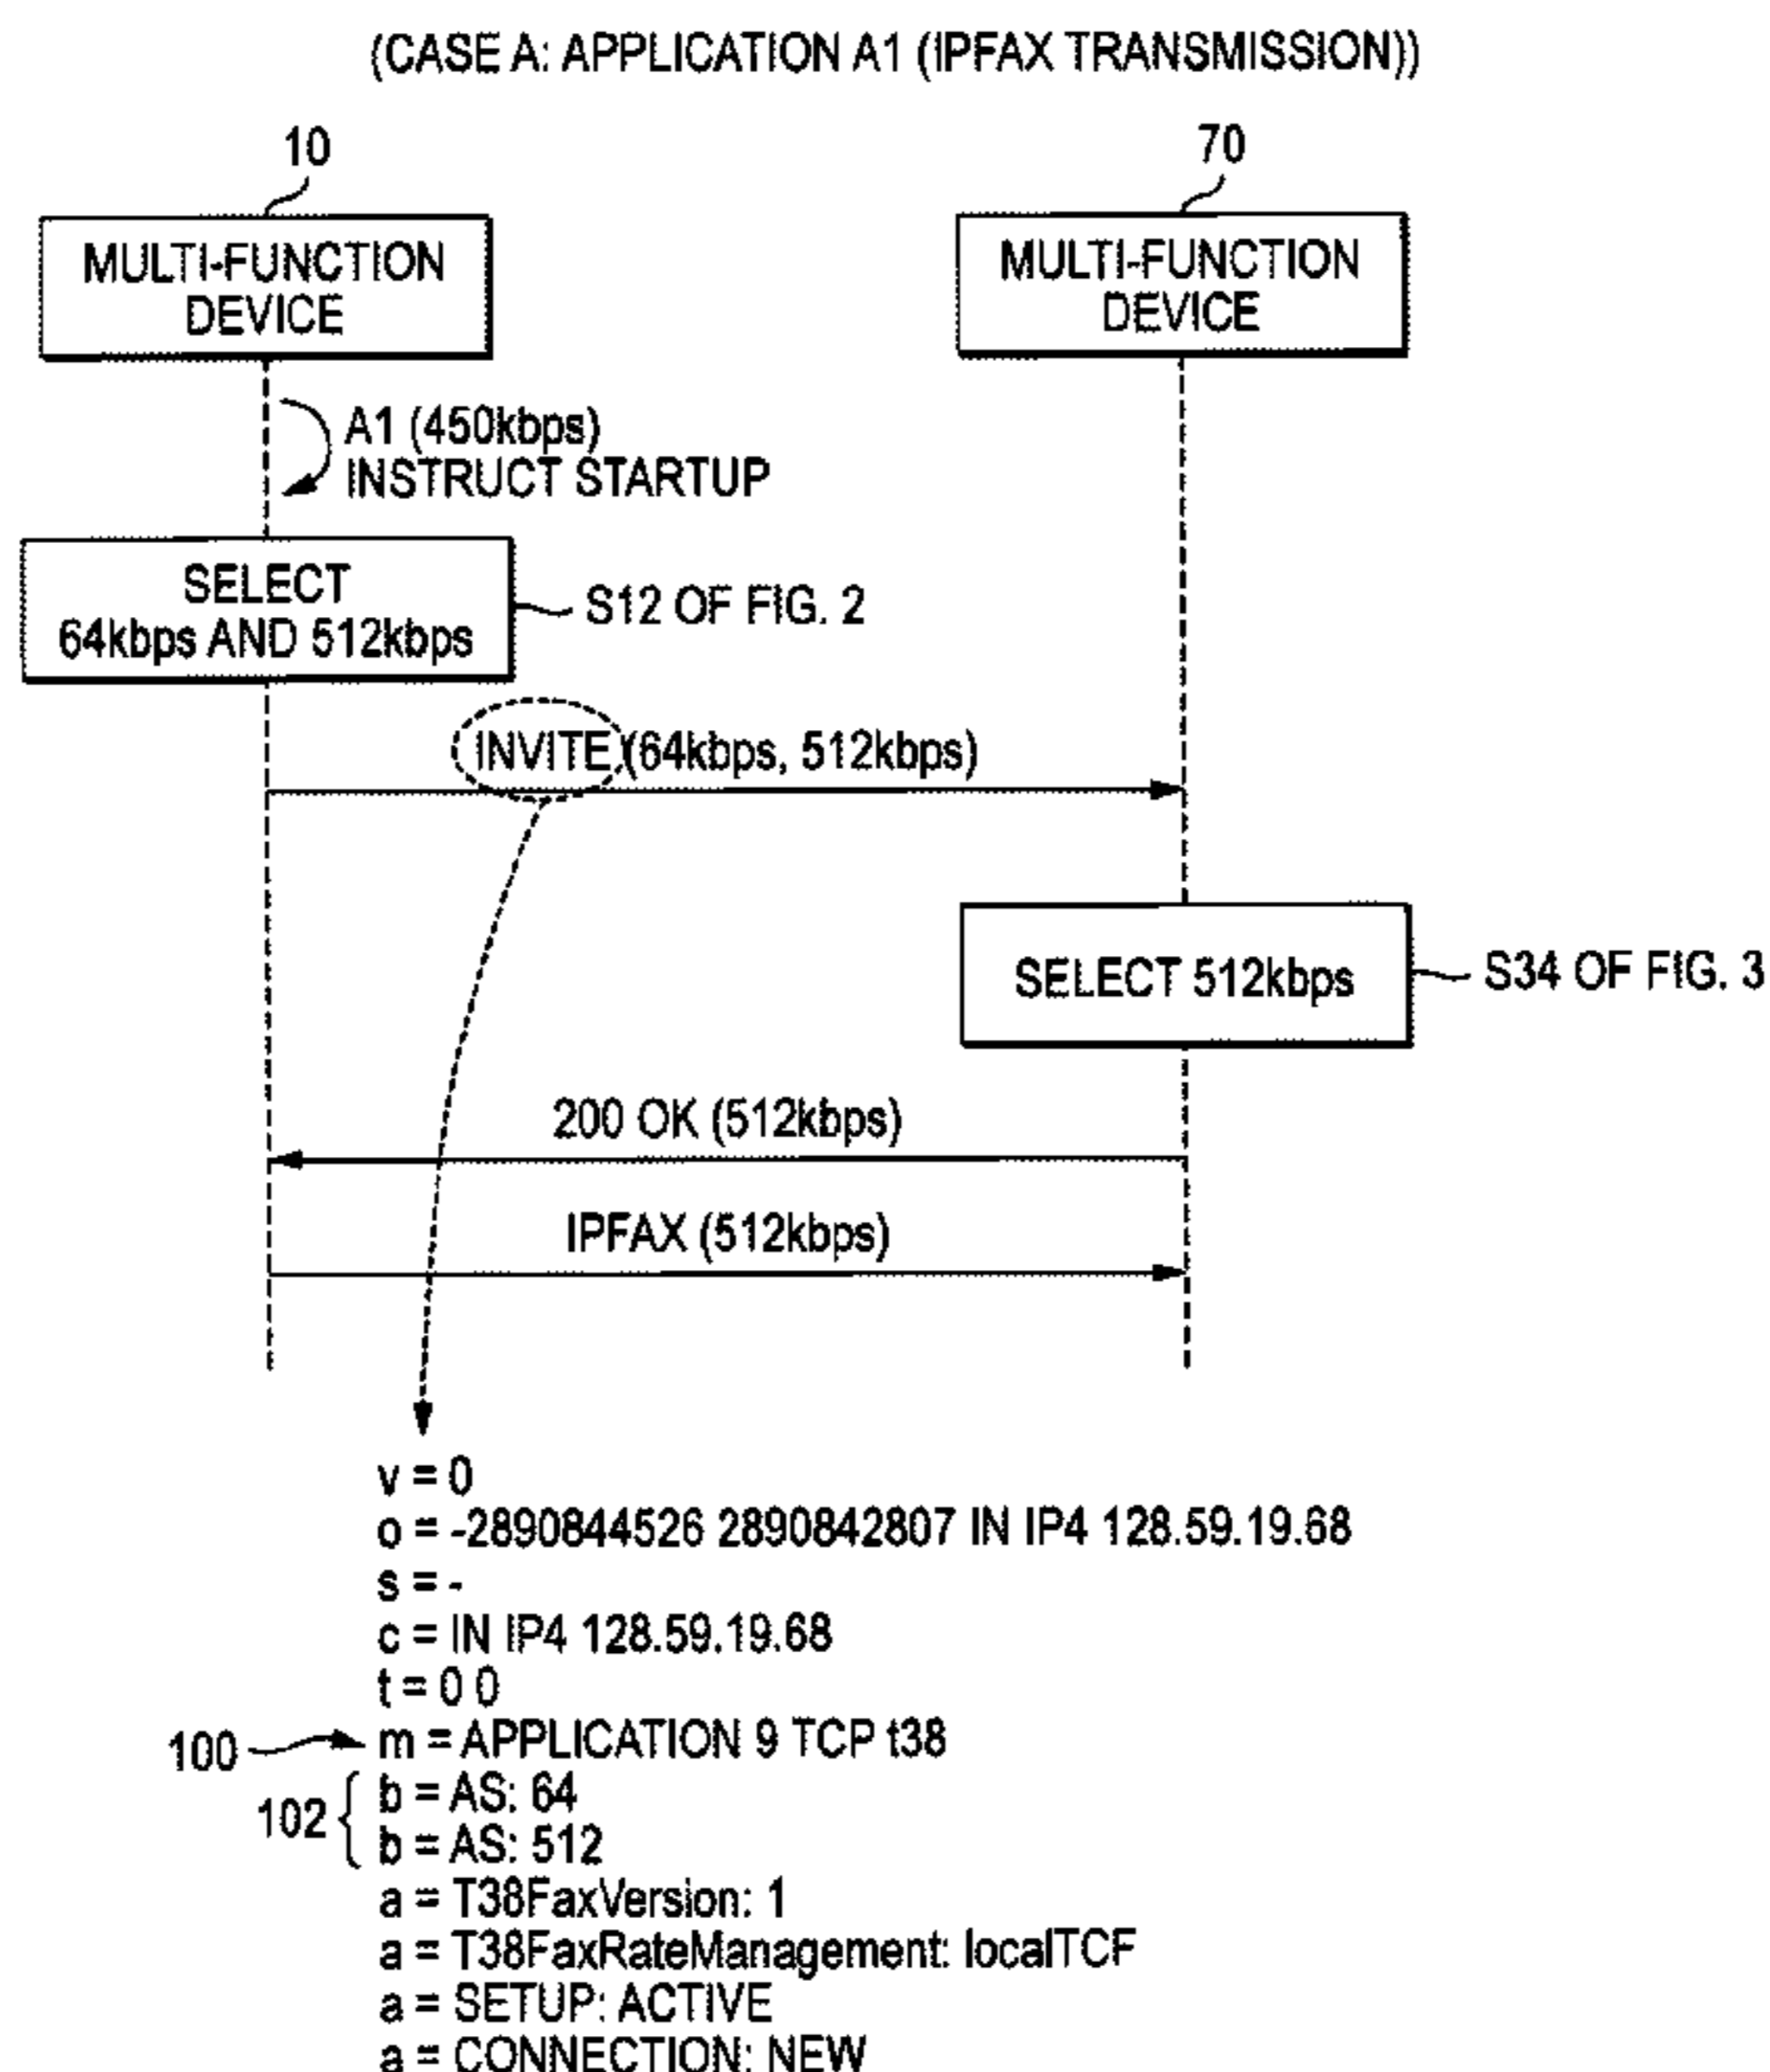 (CASE A: APPLICATION A1 (IPFAX TRANSMISSION))
10
70
MULTI-FUNCTION
DEVICE
MULTI-FUNCTION
DEVICE
A1 (450kbps)
INSTRUCT STARTUP
SELECT
64kbps AND 512kbps
S12 OF FIG. 2
INVITE (64kbps, 512kbps)
SELECT 512kbps
S34 OF FIG. 3
200 OK (512kbps)
IPFAX (512kbps)
v = 0
o = -2890844526 2890842807 IN IP4 128.59.19.68
s = -
c = IN IP4 128.59.19.68
t = 0 0
100
m = APPLICATION 9 TCP t38
102
b = AS: 64
b = AS: 512
a = T38FaxVersion: 1
a = T38FaxRateManagement: localTCF
a = SETUP: ACTIVE
a = CONNECTION: NEW